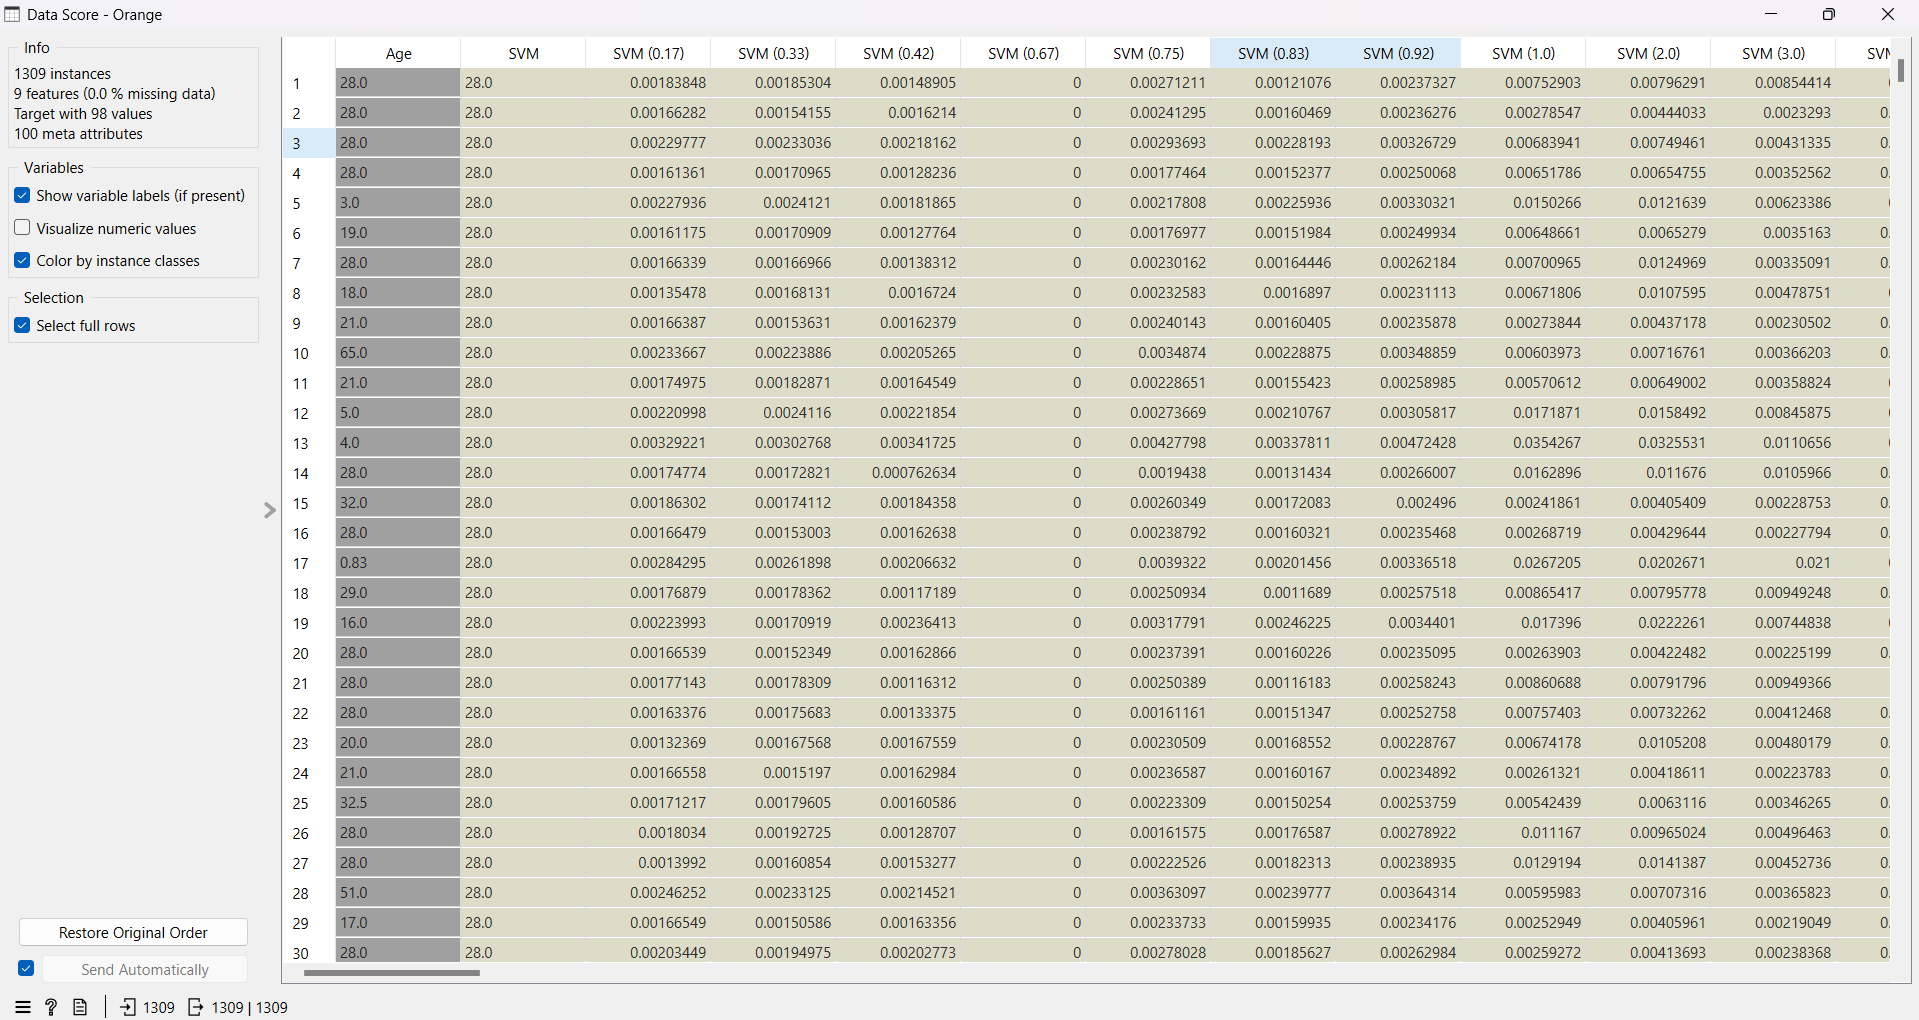 Data Score - Orange
Info
1309 instances
9 features (0.0 % missing data)
Target with 98 values
100 meta attributes
Variables
Show variable labels (if present)
Visualize numeric values
Color by instance classes
Selection
Select full rows
Age SVM SVM (0.17) SVM (0.33) SVM (0.42) SVM (0.67) SVM (0.75) SVM (0.83) SVM (0.92) SVM (1.0) SVM (2.0) SVM (3.0)
1 28.0 28.0 0.00183848 0.00185304 0.00148905 0 0.00271211 0.00121076 0.00237327 0.00752903 0.00796291 0.00854414
2 28.0 28.0 0.00166282 0.00154155 0.0016214 0 0.00241295 0.00160469 0.00236276 0.00278547 0.00444033 0.0023293 0.
3 28.0 28.0 0.00229777 0.00233036 0.00218162 0 0.00293693 0.00228193 0.00326729 0.00683941 0.00749461 0.00431335 0.
4 28.0 28.0 0.00161361 0.00170965 0.00128236 0 0.00177464 0.00152377 0.00250068 0.00651786 0.00654755 0.00352562 0.
5 3.0 28.0 0.00227936 0.0024121 0.00181865 0 0.00217808 0.00225936 0.00330321 0.0150266 0.0121639 0.00623386 0.
6 19.0 28.0 0.00161175 0.00170909 0.00127764 0 0.00176977 0.00151984 0.00249934 0.00648661 0.0065279 0.0035163 0.
7 28.0 28.0 0.00166339 0.00166966 0.00138312 0 0.00230162 0.00164446 0.00262184 0.00700965 0.0124969 0.00335091 0.
8 18.0 28.0 0.00135478 0.00168131 0.0016724 0 0.00232583 0.0016897 0.00231113 0.00671806 0.0107595 0.00478751
9 21.0 28.0 0.00166387 0.00153631 0.00162379 0 0.00240143 0.00160405 0.00235878 0.00273844 0.00437178 0.00230502 0.
10 65.0 28.0 0.00233667 0.00223886 0.00205265 0 0.0034874 0.00228875 0.00348859 0.00603973 0.00716761 0.00366203 0.
11 21.0 28.0 0.00174975 0.00182871 0.00164549 0 0.00228651 0.00155423 0.00258985 0.00570612 0.00649002 0.00358824
12 5.0 28.0 0.00220998 0.0024116 0.00221854 0 0.00273669 0.00210767 0.00305817 0.0171871 0.0158492 0.00845875
13 4.0 28.0 0.00329221 0.00302768 0.00341725 0 0.00427798 0.00337811 0.00472428 0.0354267 0.0325531 0.0110656
14 28.0 28.0 0.00174774 0.00172821 0.000762634 0 0.0019438 0.00131434 0.00266007 0.0162896 0.011676 0.0105966 0.
15 32.0 28.0 0.00186302 0.00174112 0.00184358 0 0.00260349 0.00172083 0.002496 0.00241861 0.00405409 0.00228753 0.
16 28.0 28.0 0.00166479 0.00153003 0.00162638 0 0.00238792 0.00160321 0.00235468 0.00268719 0.00429644 0.00227794 0.
17 0.83 28.0 0.00284295 0.00261898 0.00206632 0 0.0039322 0.00201456 0.00336518 0.0267205 0.0202671 0.021
18 29.0 28.0 0.00176879 0.00178362 0.00117189 0 0.00250934 0.0011689 0.00257518 0.00865417 0.00795778 0.00949248 0.
19 16.0 28.0 0.00223993 0.00170919 0.00236413 0 0.00317791 0.00246225 0.0034401 0.017396 0.0222261 0.00744838
20 28.0 28.0 0.00166539 0.00152349 0.00162866 0 0.00237391 0.00160226 0.00235095 0.00263903 0.00422482 0.00225199 0.
21 28.0 28.0 0.00177143 0.00178309 0.00116312 0 0.00250389 0.00116183 0.00258243 0.00860688 0.00791796 0.00949366
22 28.0 28.0 0.00163376 0.00175683 0.00133375 0 0.00161161 0.00151347 0.00252758 0.00757403 0.00732262 0.00412468 0.
23 20.0 28.0 0.00132369 0.00167568 0.00167559 0 0.00230509 0.00168552 0.00228767 0.00674178 0.0105208 0.00480179 0.
24 21.0 28.0 0.00166558 0.0015197 0.00162984 0 0.00236587 0.00160167 0.00234892 0.00261321 0.00418611 0.00223783 0.
25 32.5 28.0 0.00171217 0.00179605 0.00160586 0 0.00223309 0.00150254 0.00253759 0.00542439 0.0063116 0.00346265 0.
26 28.0 28.0 0.0018034 0.00192725 0.00128707 0 0.00161575 0.00176587 0.00278922 0.011167 0.00965024 0.00496463 0.
27 28.0 28.0 0.0013992 0.00160854 0.00153277 0 0.00222526 0.00182313 0.00238935 0.0129194 0.0141387 0.00452736 0.
28 51.0 28.0 0.00246252 0.00233125 0.00214521 0 0.00363097 0.00239777 0.00364314 0.00595983 0.00707316 0.00365823 0.
29 17.0 28.0 0.00166549 0.00150586 0.00163356 0 0.00233733 0.00159935 0.00234176 0.00252949 0.00405961 0.00219049 0.
30 28.0 28.0 0.00203449 0.00194975 0.00202773 0 0.00278028 0.00185627 0.00262984 0.00259272 0.00413693 0.00238368 0.
Restore Original Order
Send Automatically
1309 1309 | 1309